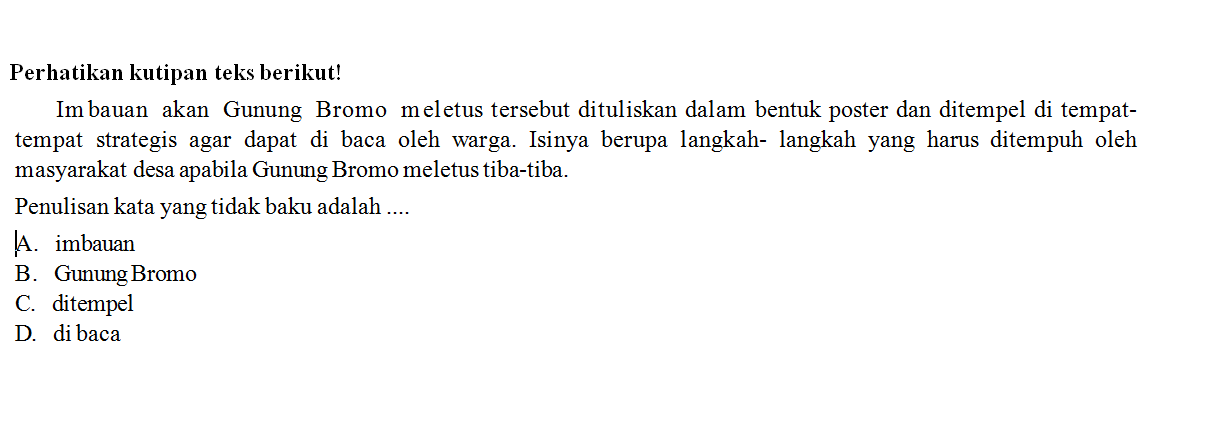 Perhatikan kutipan teks berikut!
Imbauan akan Gunung Bromo meletus tersebut dituliskan dalam bentuk poster dan ditempel di tempat-
tempat strategis agar dapat di baca oleh warga. Isinya berupa langkah- langkah yang harus ditempuh oleh
masyarakat desa apabila Gunung Bromo meletus tiba-tiba.
Penulisan kata yang tidak baku adalah ....
A. imbauan
B. Gunung Bromo
C. ditempel
D. di baca